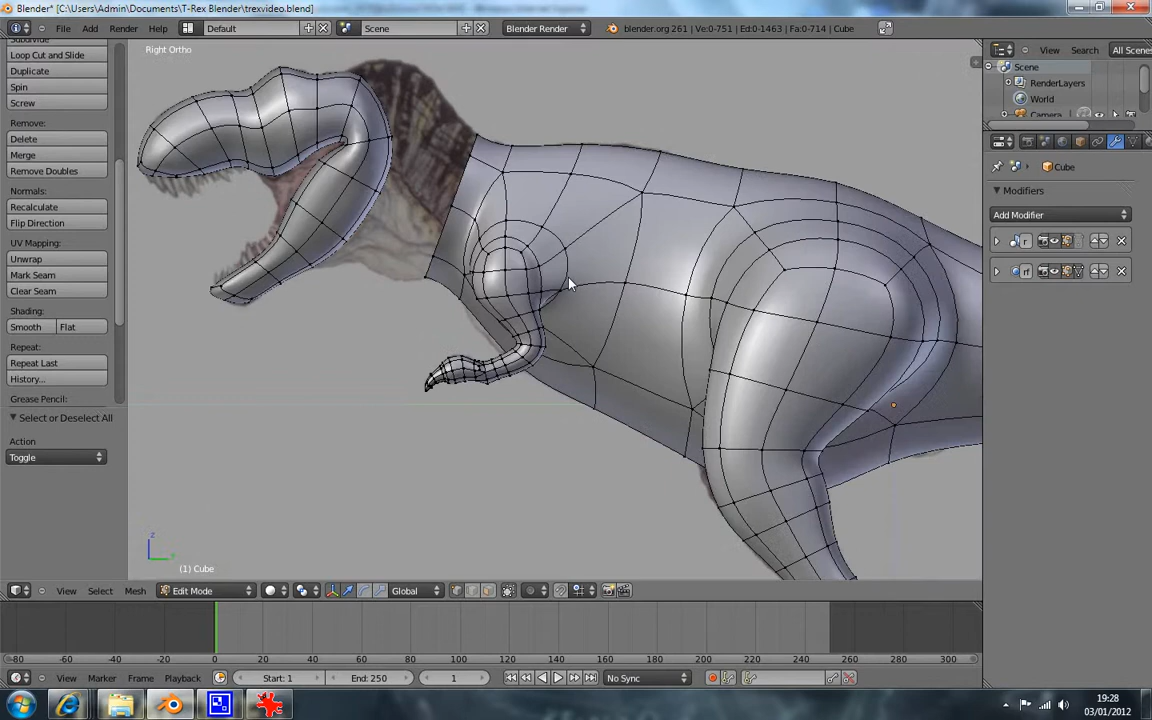 Blender* [C:\Users\Admin\Documents\T-Rex Blender\trexvideo.blend]
File Add Render Help Default Scene Blender Render blender.org 261 | Ve:0-751 | Ed:0-1463 | Fa:0-714 | Cube
Subdivide
Loop Cut and Slide
Duplicate
Spin
Screw
Remove:
Delete
Merge
Remove Doubles
Normals:
Recalculate
Flip Direction
UV Mapping:
Unwrap
Mark Seam
Clear Seam
Shading:
Smooth Flat
Repeat:
Repeat Last
History...
Grease Pencil:
Select or Deselect All
Action
Toggle
Right Ortho
z
y
(1) Cube
View Search All Scenes
Scene
RenderLayers
World
Camera
Cube
Modifiers
Add Modifier
View Select Mesh Edit Mode Global
-80 -60 -40 -20 0 20 40 60 80 100 120 140 160 180 200 220 240 260 280 300
View Marker Frame Playback Start: 1 End: 250 1 No Sync
19:28
03/01/2012